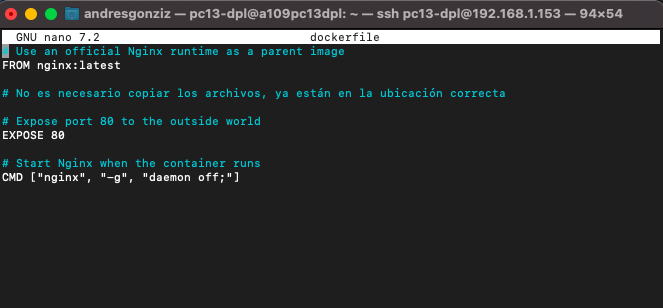 andresgonziz — pc13-dpl@a109pc13dpl: ~ — ssh pc13-dpl@192.168.1.153 — 94×54
GNU nano 7.2 dockerfile
# Use an official Nginx runtime as a parent image
FROM nginx:latest
# No es necesario copiar los archivos, ya están en la ubicación correcta
# Expose port 80 to the outside world
EXPOSE 80
# Start Nginx when the container runs
CMD ["nginx", "-g", "daemon off;"]